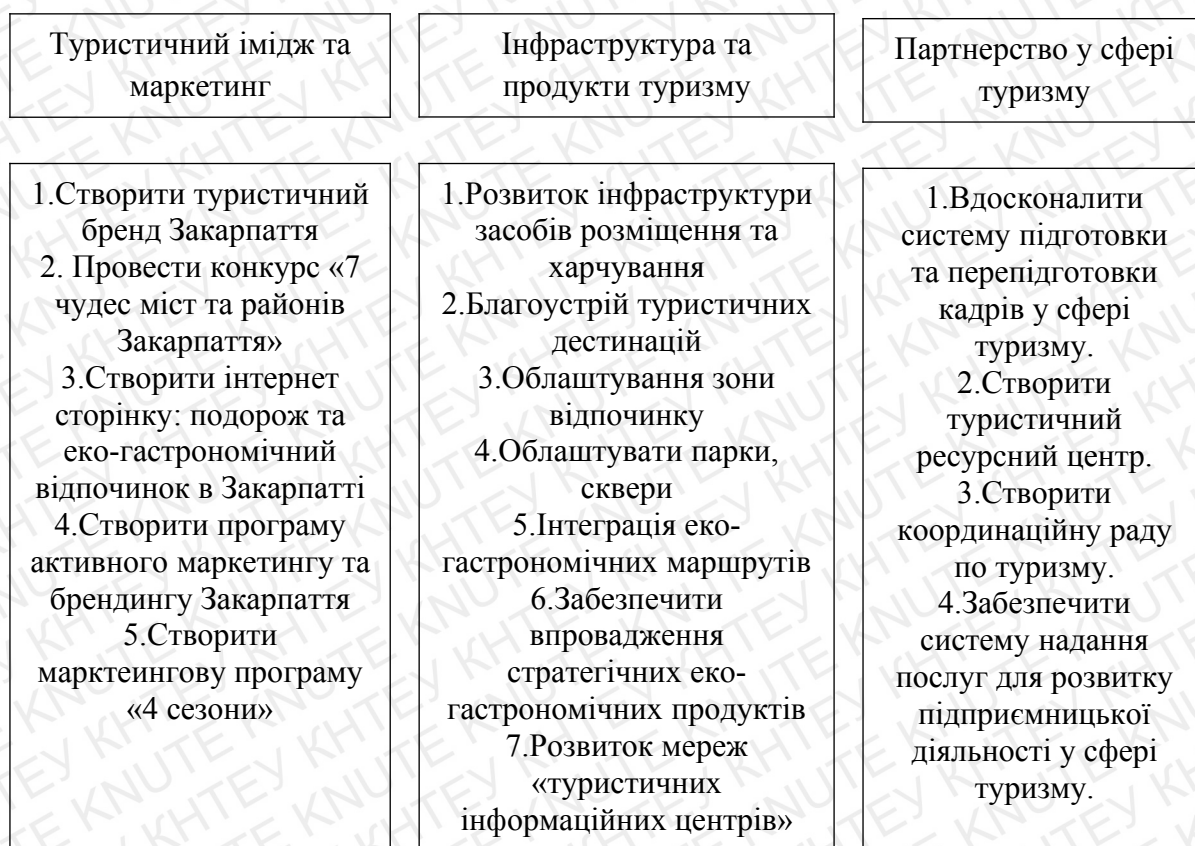 Туристичний імідж та
маркетинг
Інфраструктура та
продукти туризму
Партнерство у сфері
туризму
1.Створити туристичний
бренд Закарпаття
2. Провести конкурс «7
чудес міст та районів
Закарпаття»
3.Створити інтернет
сторінку: подорож та
еко-гастрономічний
відпочинок в Закарпатті
4.Створити програму
активного маркетингу та
брендингу Закарпаття
5.Створити
марктеингову програму
«4 сезони»
1.Розвиток інфраструктури
засобів розміщення та
харчування
2.Благоустрій туристичних
дестинацій
3.Облаштування зони
відпочинку
4.Облаштувати парки,
сквери
5.Інтеграція еко-
гастрономічних маршрутів
6.Забезпечити
впровадження
стратегічних еко-
гастрономічних продуктів
7.Розвиток мереж
«туристичних
інформаційних центрів»
1.Вдосконалити
систему підготовки
та перепідготовки
кадрів у сфері
туризму.
2.Створити
туристичний
ресурсний центр.
3.Створити
координаційну раду
по туризму.
4.Забезпечити
систему надання
послуг для розвитку
підприємницької
діяльності у сфері
туризму.